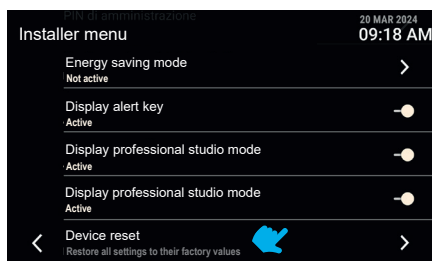 PIN di amministrazione
20 MAR 2024
Installer menu
09:18 AM
Energy saving mode
Not active
Display alert key
Active
Display professional studio mode
Active
Display professional studio mode
Active
Device reset
Restore all settings to their factory values